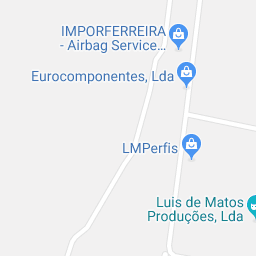 IMPORFERREIRA
- Airbag Service...
Eurocomponentes, Lda
LMPerfis
Luis de Matos
Produções, Lda